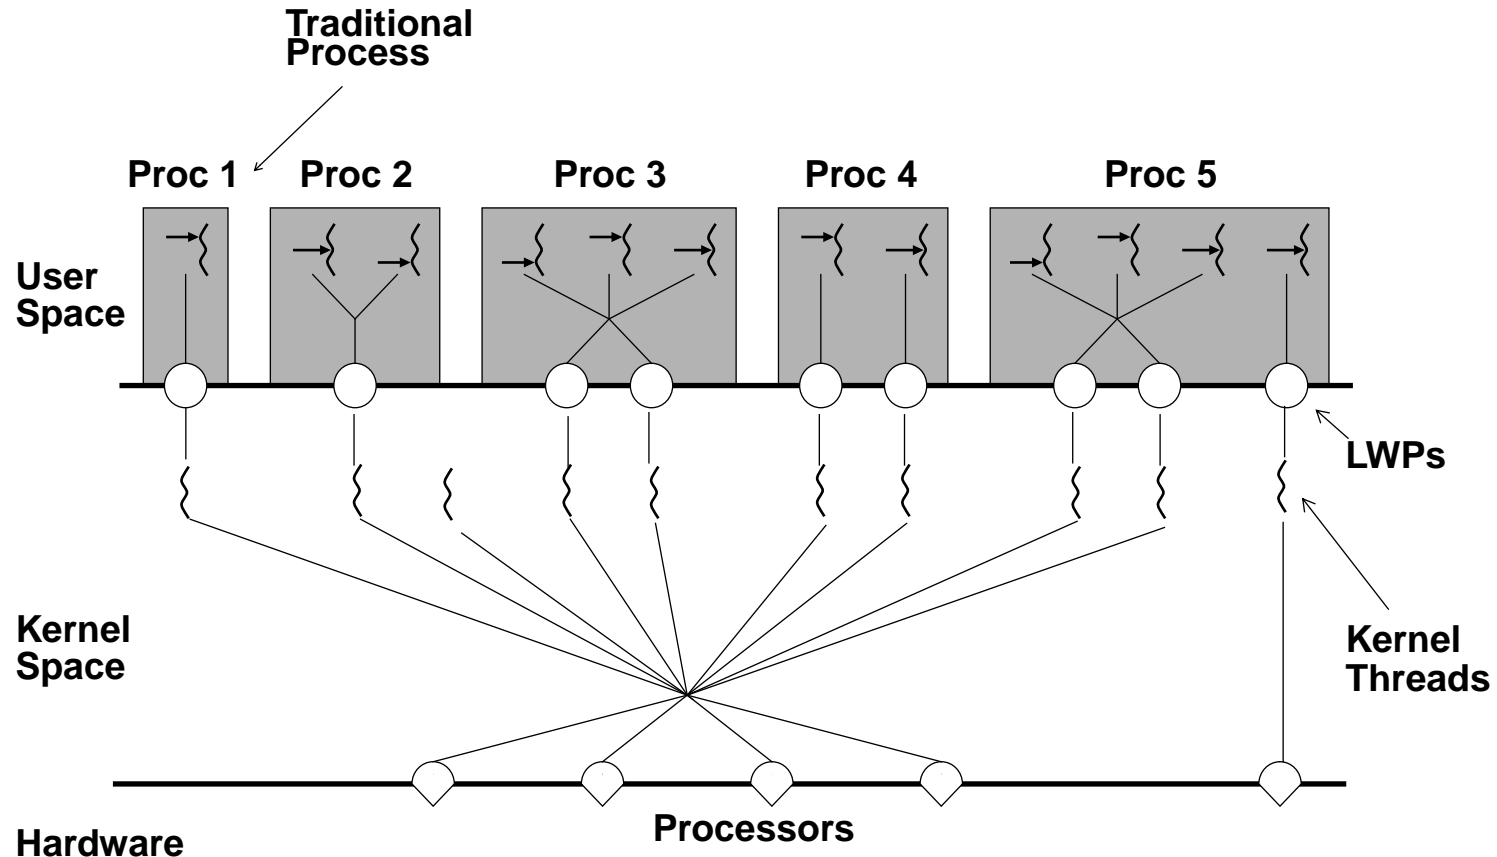 Traditional
Process
Proc 1
Proc 2
Proc 3
Proc 4
Proc 5
User
Space
LWPs
Kernel
Space
Kernel
Threads
Processors
Hardware